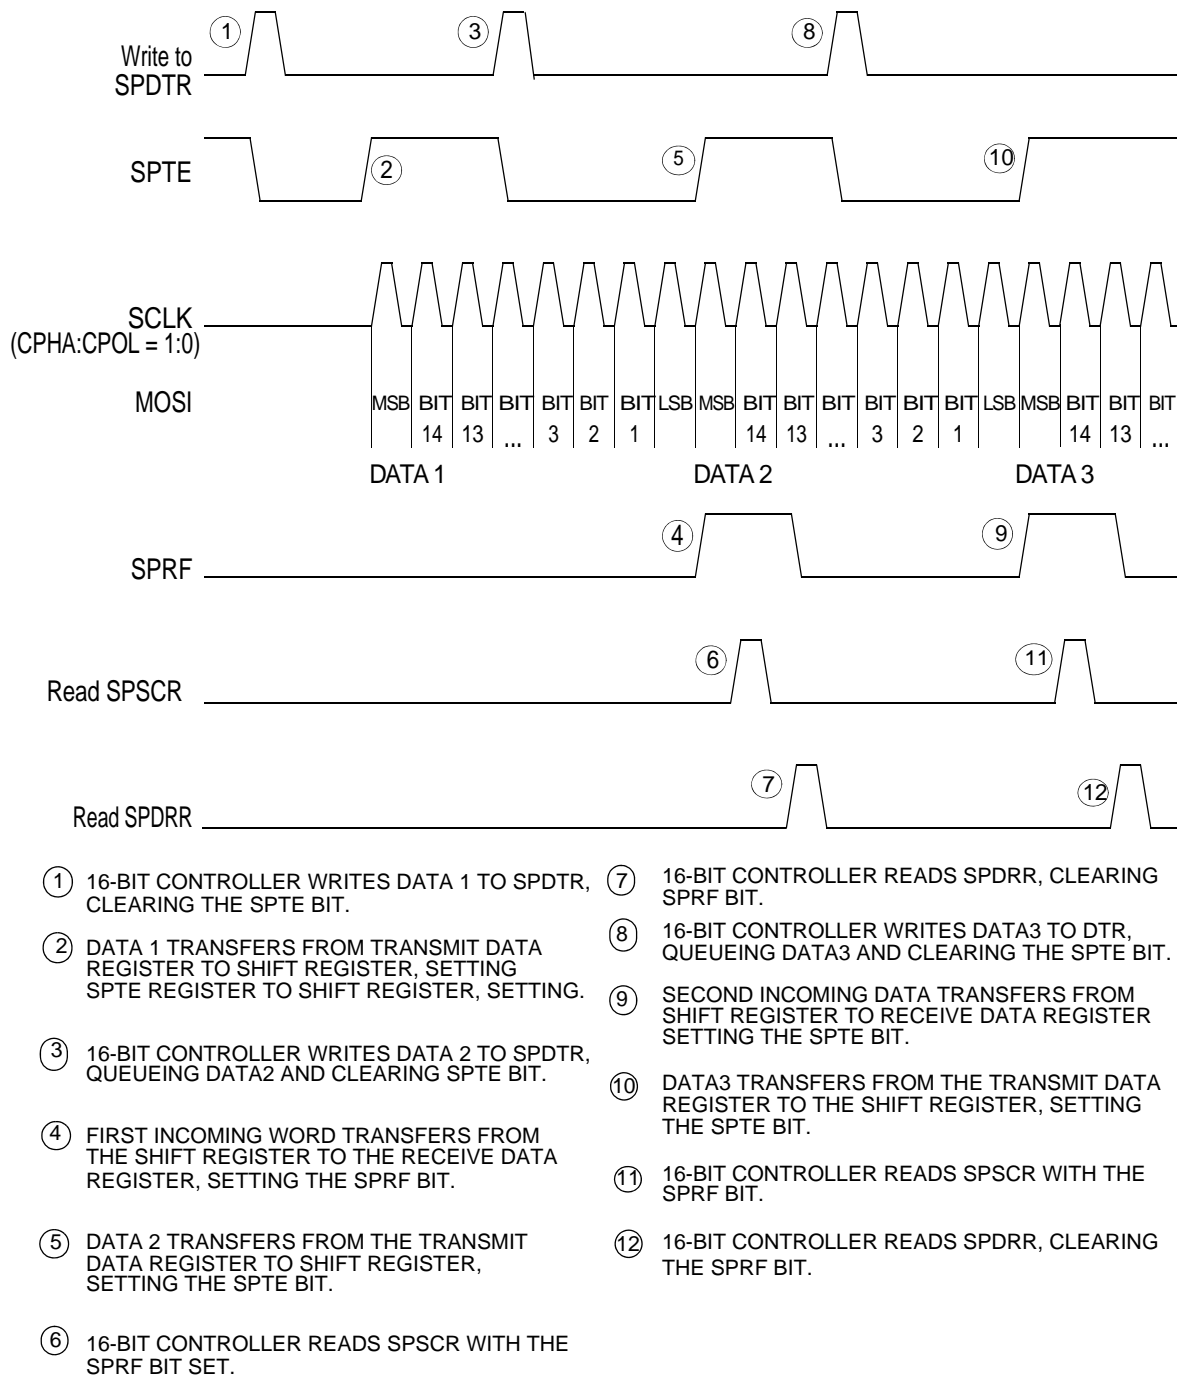 1 3 8
Write to
SPDTR
SPTE 2 5 10
SCLK
(CPHA:CPOL = 1:0)
MOSI MSB BIT BIT BIT BIT BIT BIT LSB MSB BIT BIT BIT BIT BIT BIT LSB MSB BIT BIT BIT
14 13 ... 3 2 1 14 13 ... 3 2 1 14 13 ...
DATA 1 DATA 2 DATA 3
4 9
SPRF
6 11
Read SPSCR
7 12
Read SPDRR
1 16-BIT CONTROLLER WRITES DATA 1 TO SPDTR,
CLEARING THE SPTE BIT.
2 DATA 1 TRANSFERS FROM TRANSMIT DATA
REGISTER TO SHIFT REGISTER, SETTING
SPTE REGISTER TO SHIFT REGISTER, SETTING.
3 16-BIT CONTROLLER WRITES DATA 2 TO SPDTR,
QUEUEING DATA2 AND CLEARING SPTE BIT.
4 FIRST INCOMING WORD TRANSFERS FROM
THE SHIFT REGISTER TO THE RECEIVE DATA
REGISTER, SETTING THE SPRF BIT.
5 DATA 2 TRANSFERS FROM THE TRANSMIT
DATA REGISTER TO SHIFT REGISTER,
SETTING THE SPTE BIT.
6 16-BIT CONTROLLER READS SPSCR WITH THE
SPRF BIT SET.
7 16-BIT CONTROLLER READS SPDRR, CLEARING
SPRF BIT.
8 16-BIT CONTROLLER WRITES DATA3 TO DTR,
QUEUEING DATA3 AND CLEARING THE SPTE BIT.
9 SECOND INCOMING DATA TRANSFERS FROM
SHIFT REGISTER TO RECEIVE DATA REGISTER
SETTING THE SPTE BIT.
10 DATA3 TRANSFERS FROM THE TRANSMIT DATA
REGISTER TO THE SHIFT REGISTER, SETTING
THE SPTE BIT.
11 16-BIT CONTROLLER READS SPSCR WITH THE
SPRF BIT.
12 16-BIT CONTROLLER READS SPDRR, CLEARING
THE SPRF BIT.